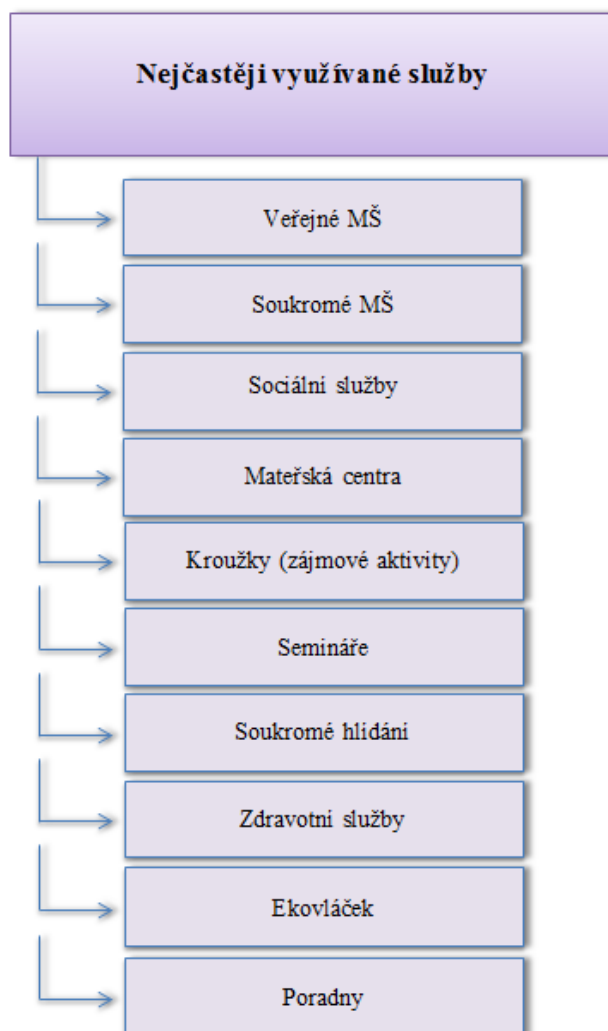 Nejčastěji využívané služby
Veřejné MŠ
Soukromé MŠ
Sociální služby
Mateřská centra
Kroužky (zájmové aktivity)
Semináře
Soukromé hlídání
Zdravotní služby
Ekovláček
Poradny